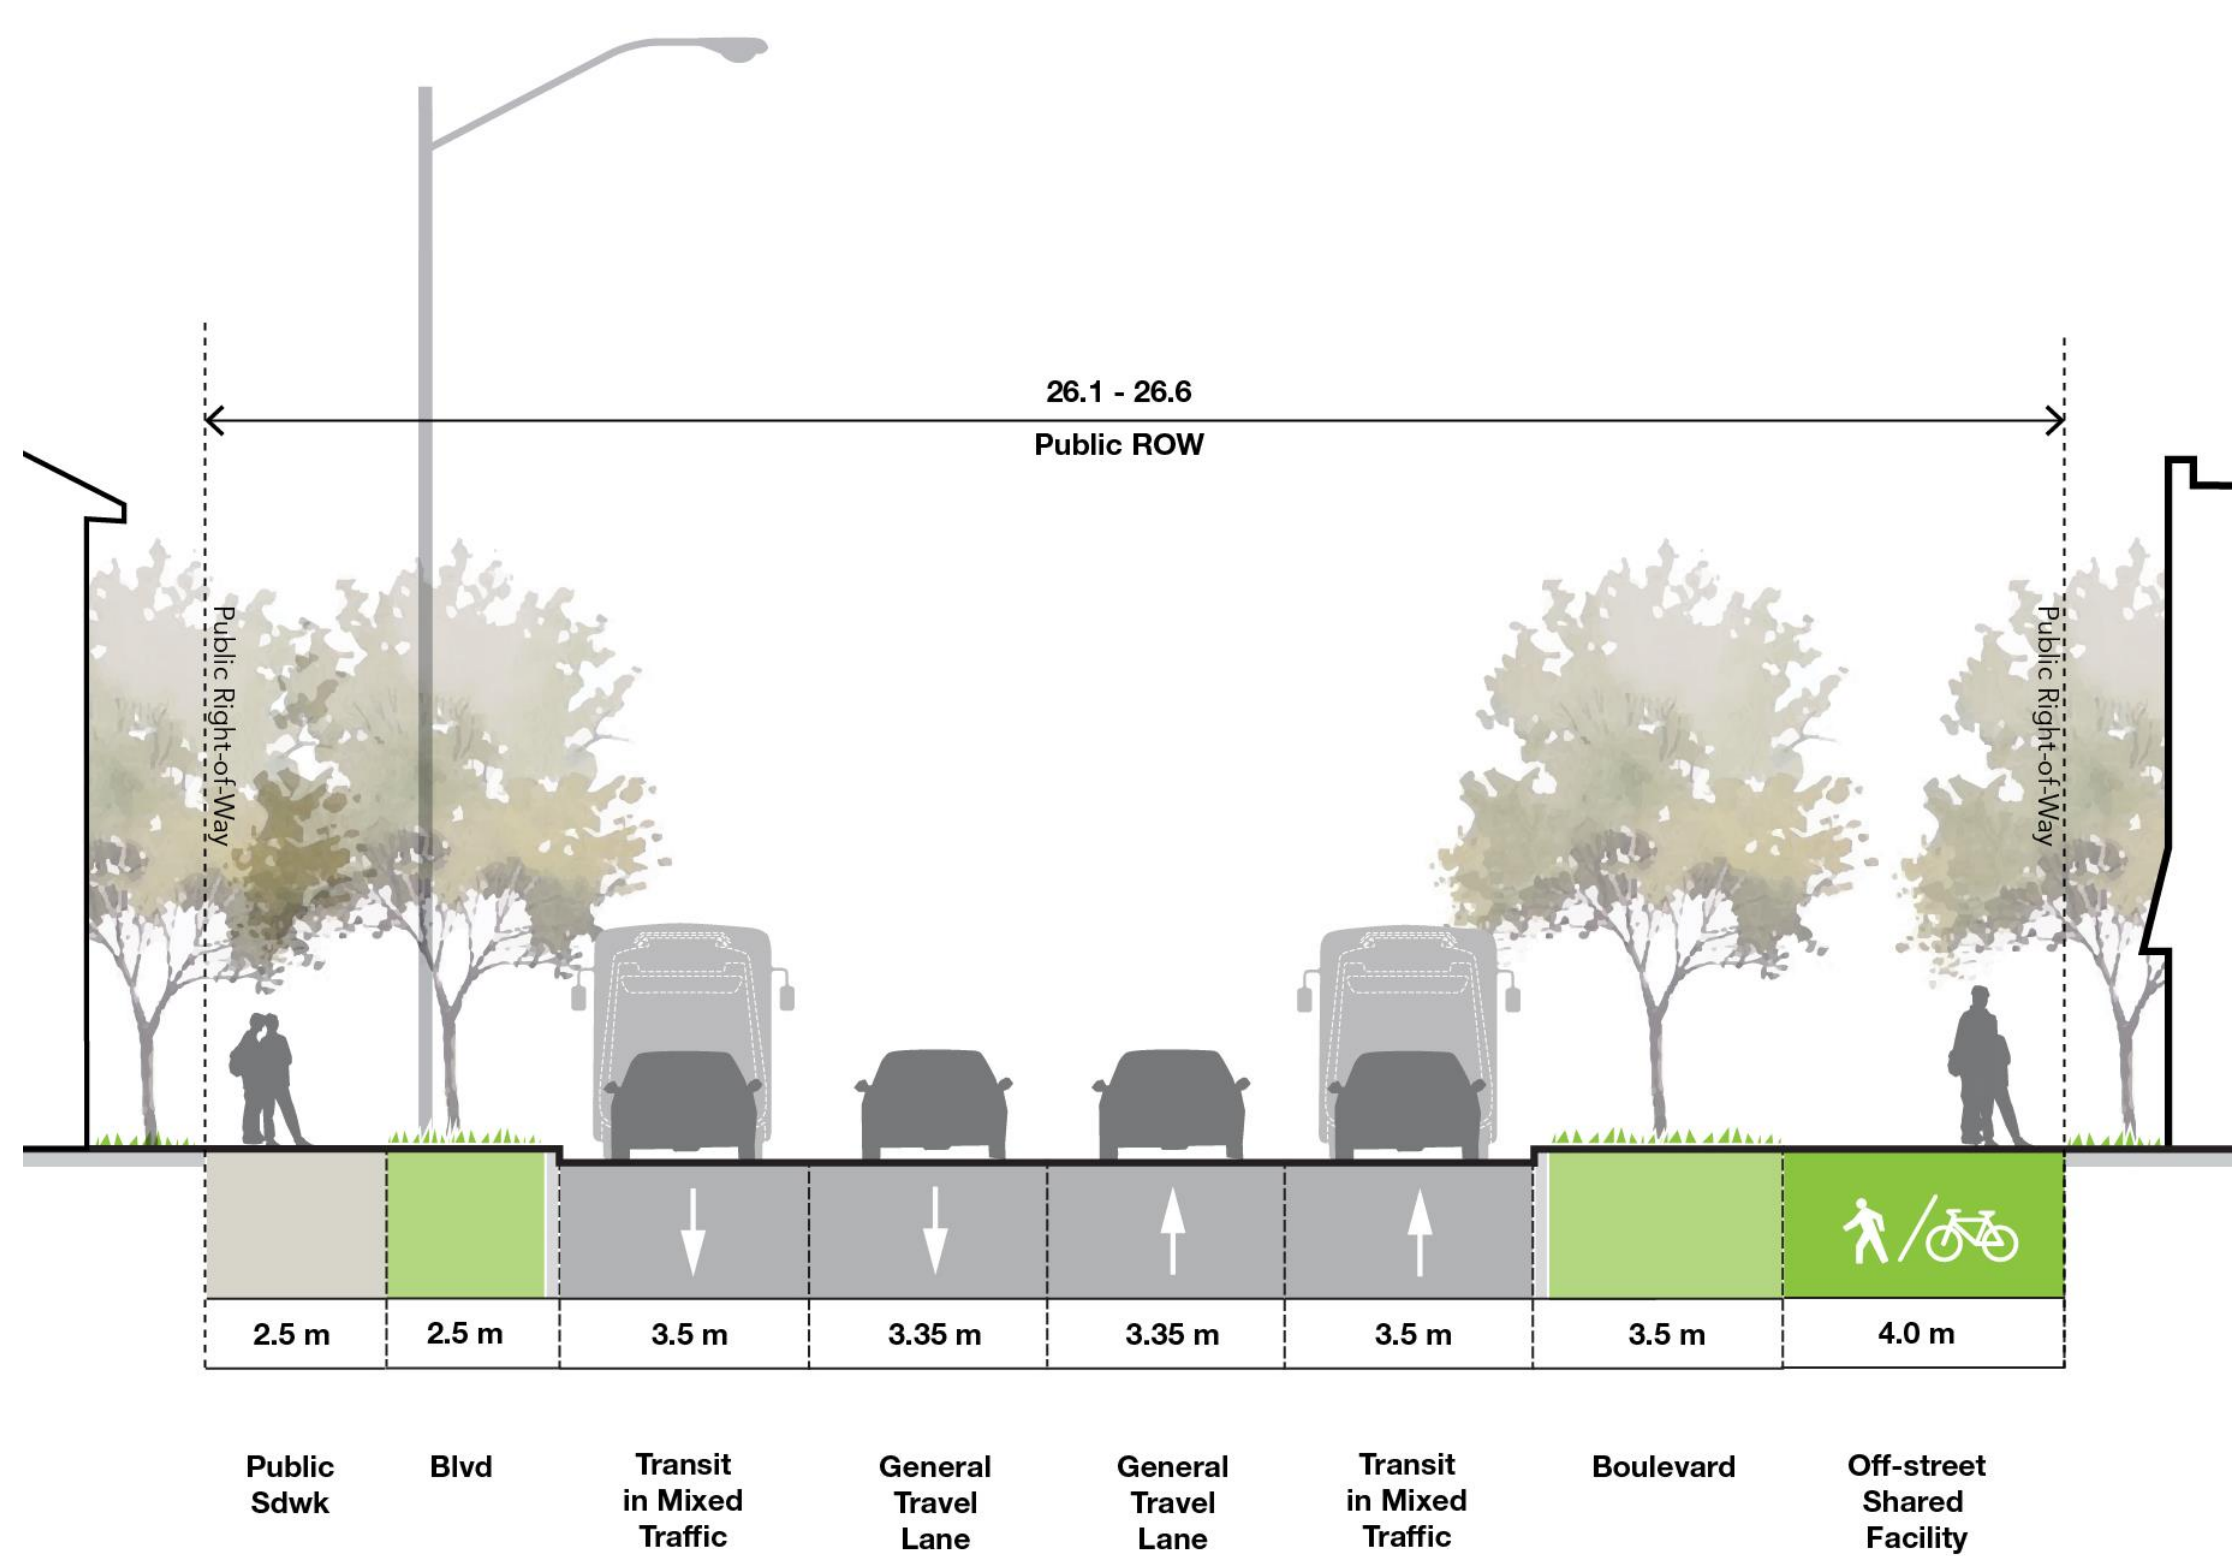 26.1 - 26.6
Public ROW
Public Right-of-Way
Public Right-of-Way
2.5 m
2.5 m
3.5 m
3.35 m
3.35 m
3.5 m
3.5 m
4.0 m
Public
Sdwk
Blvd
Transit
in Mixed
Traffic
General
Travel
Lane
General
Travel
Lane
Transit
in Mixed
Traffic
Boulevard
Off-street
Shared
Facility